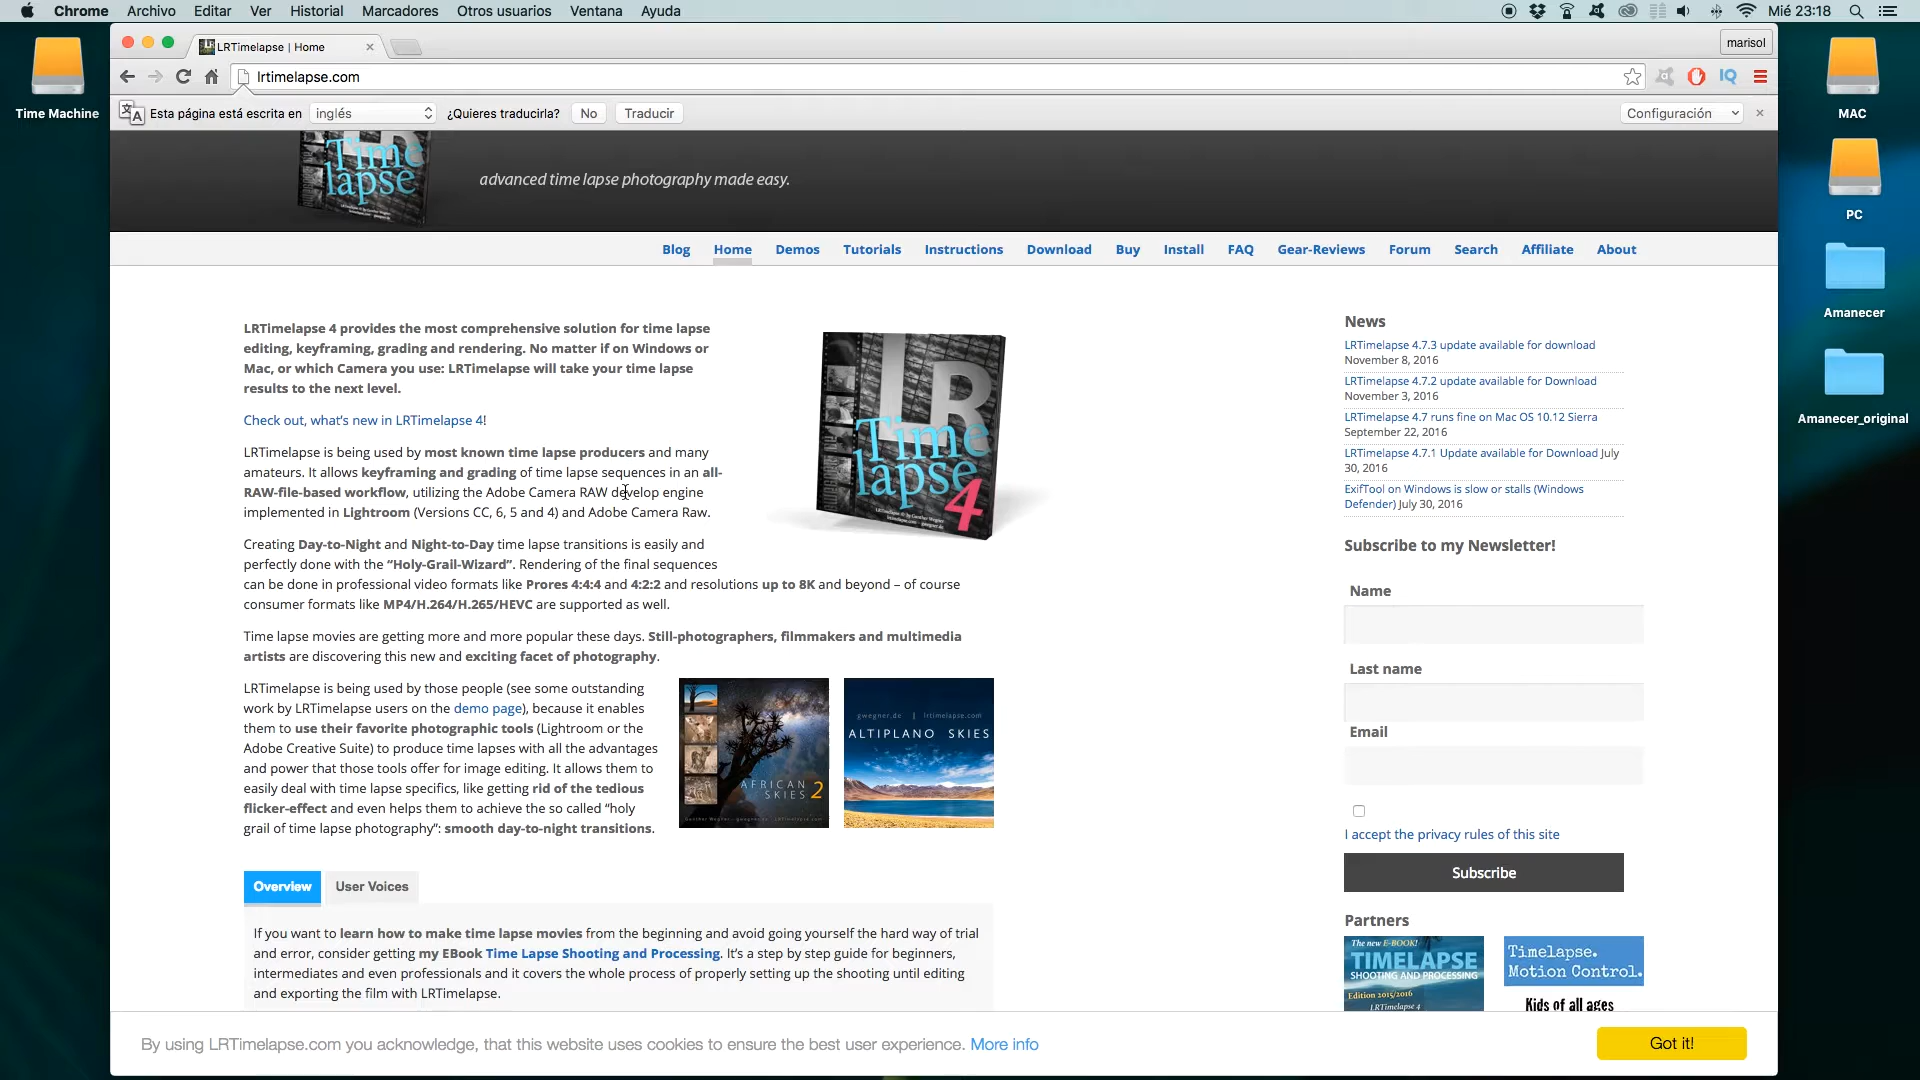 Chrome Archivo Editar Ver Historial Marcadores Otros usuarios Ventana Ayuda
Mié 23:18
LRTimelapse | Home
marisol
lrtimelapse.com
Esta página está escrita en inglés ¿Quieres traducirla? No Traducir Configuración
Time Machine
MAC
PC
Amanecer
Amanecer_original
Time
lapse
advanced time lapse photography made easy.
Blog Home Demos Tutorials Instructions Download Buy Install FAQ Gear-Reviews Forum Search Affiliate About
LRTimelapse 4 provides the most comprehensive solution for time lapse
editing, keyframing, grading and rendering. No matter if on Windows or
Mac, or which Camera you use: LRTimelapse will take your time lapse
results to the next level.
Check out, what's new in LRTimelapse 4!
LRTimelapse is being used by most known time lapse producers and many
amateurs. It allows keyframing and grading of time lapse sequences in an all-
RAW-file-based workflow, utilizing the Adobe Camera RAW develop engine
implemented in Lightroom (Versions CC, 6, 5 and 4) and Adobe Camera Raw.
LR
Time
lapse
4
Creating Day-to-Night and Night-to-Day time lapse transitions is easily and
perfectly done with the “Holy-Grail-Wizard”. Rendering of the final sequences
can be done in professional video formats like Prores 4:4:4 and 4:2:2 and resolutions up to 8K and beyond – of course
consumer formats like MP4/H.264/H.265/HEVC are supported as well.
Time lapse movies are getting more and more popular these days. Still-photographers, filmmakers and multimedia
artists are discovering this new and exciting facet of photography.
LRTimelapse is being used by those people (see some outstanding
work by LRTimelapse users on the demo page), because it enables
them to use their favorite photographic tools (Lightroom or the
Adobe Creative Suite) to produce time lapses with all the advantages
and power that those tools offer for image editing. It allows them to
easily deal with time lapse specifics, like getting rid of the tedious
flicker-effect and even helps them to achieve the so called “holy
grail of time lapse photography”: smooth day-to-night transitions.
AFRICAN
SKIES 2
gwegner.de | lrtimelapse.com
ALTIPLANO SKIES
Overview User Voices
If you want to learn how to make time lapse movies from the beginning and avoid going yourself the hard way of trial
and error, consider getting my EBook Time Lapse Shooting and Processing. It's a step by step guide for beginners,
intermediates and even professionals and it covers the whole process of properly setting up the shooting until editing
and exporting the film with LRTimelapse.
News
LRTimelapse 4.7.3 update available for download
November 8, 2016
LRTimelapse 4.7.2 update available for Download
November 3, 2016
LRTimelapse 4.7 runs fine on Mac OS 10.12 Sierra
September 22, 2016
LRTimelapse 4.7.1 Update available for Download July
30, 2016
ExifTool on Windows is slow or stalls (Windows
Defender) July 30, 2016
Subscribe to my Newsletter!
Name
Last name
Email
I accept the privacy rules of this site
Subscribe
Partners
The new E-BOOK!
TIMELAPSE
SHOOTING AND PROCESSING
Edition 2015/2016
LRTimelapse 4
Timelapse.
Motion Control.
Kids of all ages
By using LRTimelapse.com you acknowledge, that this website uses cookies to ensure the best user experience. More info
Got it!